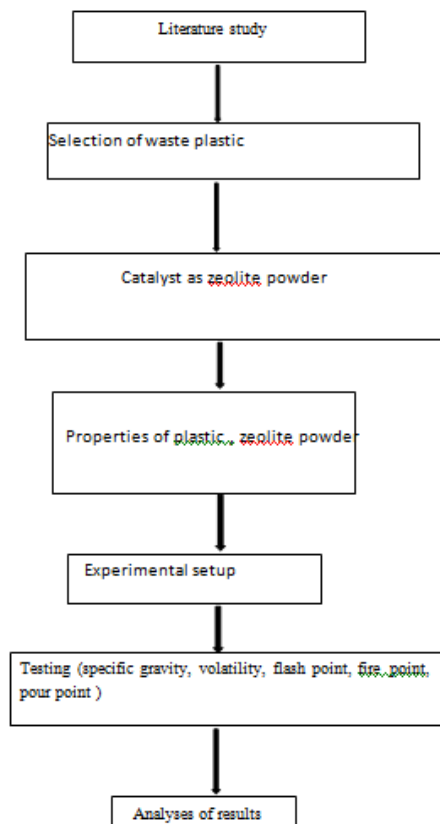 Literature study
Selection of waste plastic
Catalyst as zeolite powder
Properties of plastic , zeolite powder
Experimental setup
Testing (specific gravity, volatility, flash point, fire point,
pour point )
Analyses of results